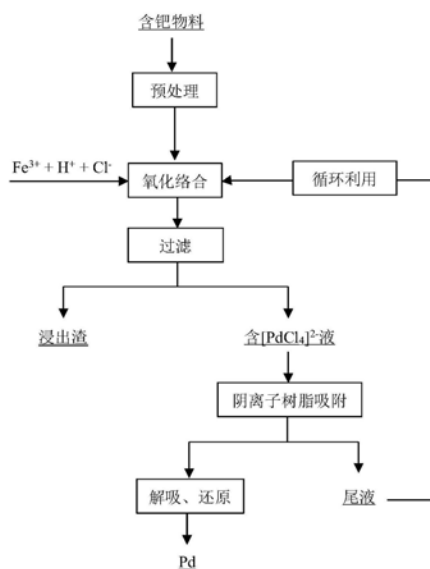 含钯物料
预处理
Fe³⁺ + H⁺ + Cl⁻
氧化络合
循环利用
过滤
浸出渣
含[PdCl₄]²⁻液
阴离子树脂吸附
解吸、还原
尾液
Pd